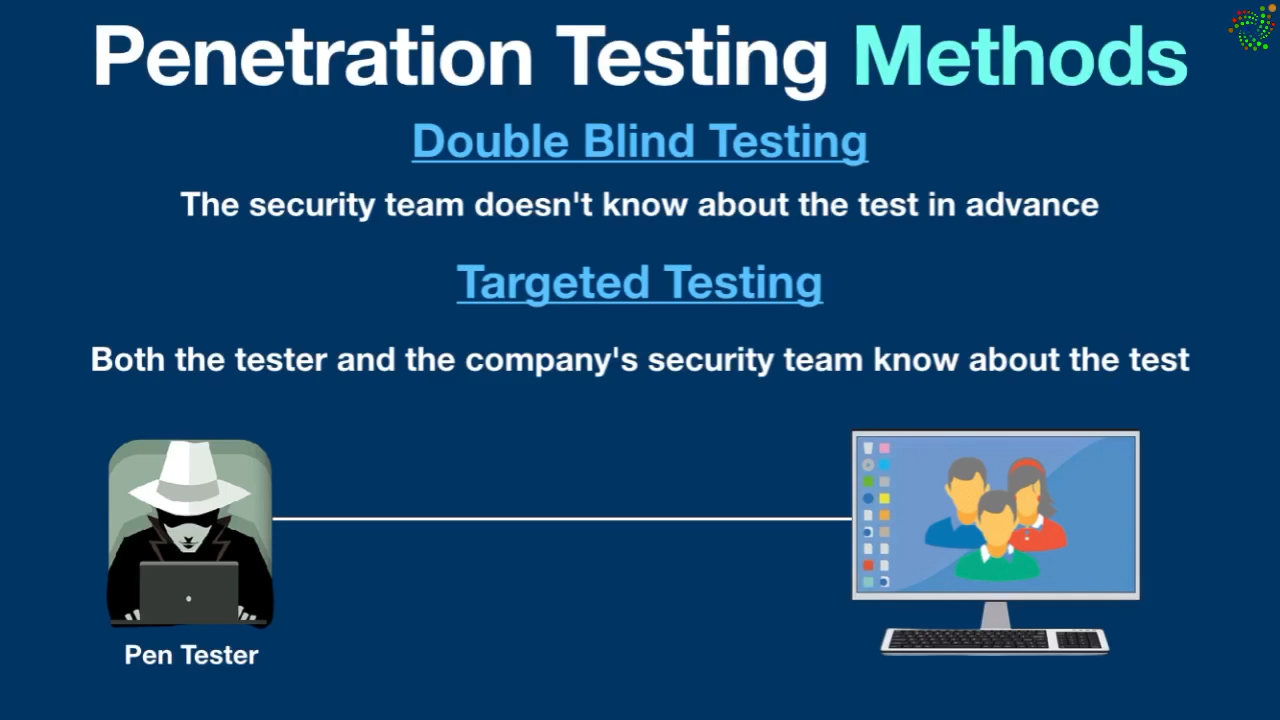 Penetration Testing Methods
Double Blind Testing
The security team doesn't know about the test in advance
Targeted Testing
Both the tester and the company's security team know about the test
Pen Tester